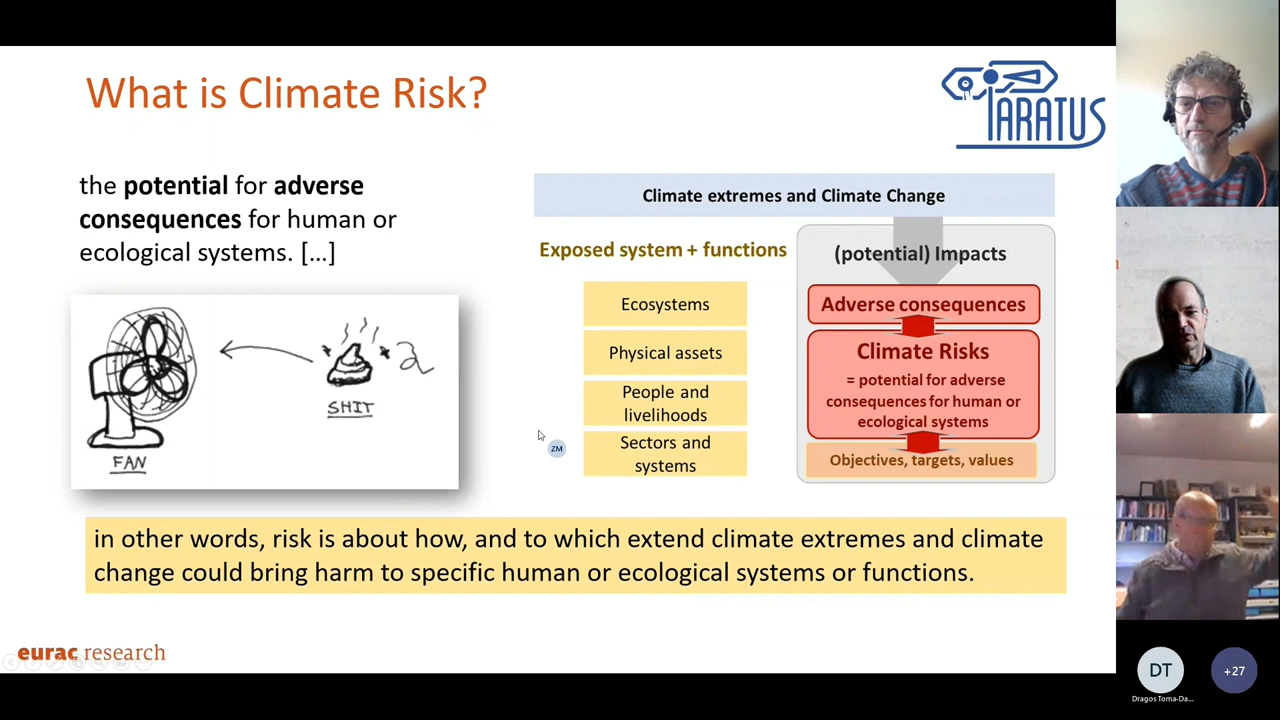 What is Climate Risk?
PARATUS
the potential for adverse
consequences for human or
ecological systems. [...]
FAN
SHIT
Climate extremes and Climate Change
Exposed system + functions
Ecosystems
Physical assets
People and
livelihoods
Sectors and
systems
(potential) Impacts
Adverse consequences
Climate Risks
= potential for adverse
consequences for human or
ecological systems
Objectives, targets, values
ZM
in other words, risk is about how, and to which extend climate extremes and climate
change could bring harm to specific human or ecological systems or functions.
eurac research
DT
Dragos Toma-Da...
+27